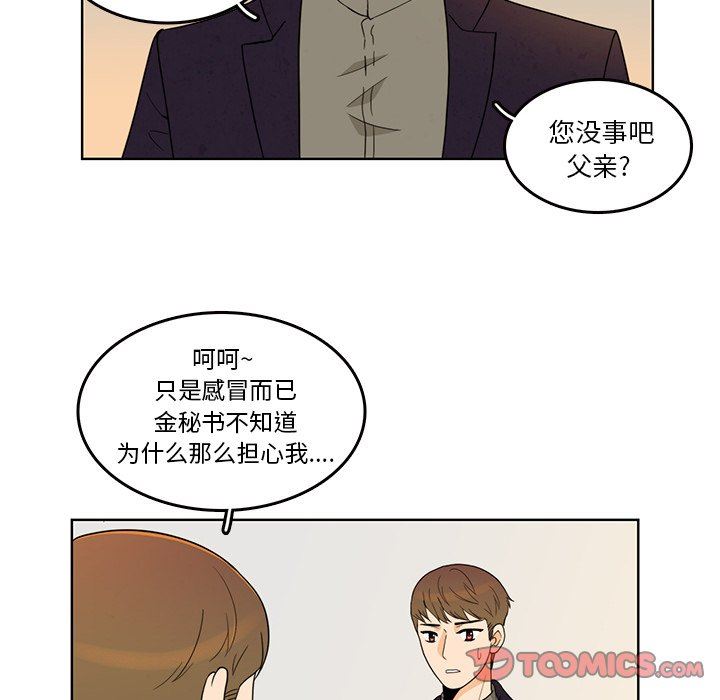 您没事吧
父亲?
呵呵~
只是感冒而已
金秘书不知道
为什么那么担心我....
TOOMICS.COM